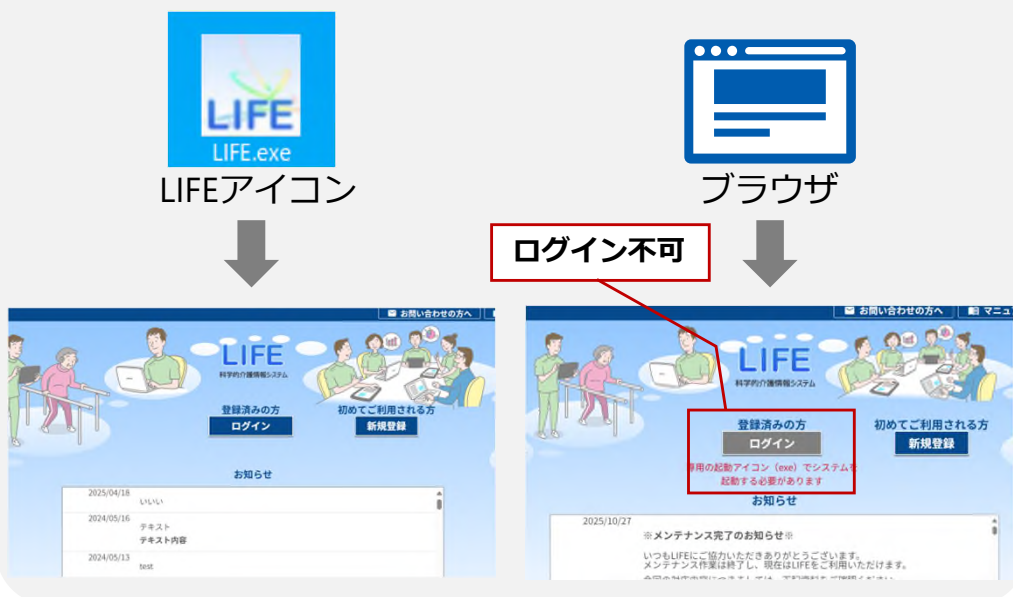 LIFE
LIFE.exe
LIFEアイコン
ブラウザ
ログイン不可
お問い合わせの方へ
LIFE
科学的介護情報システム
登録済みの方
ログイン
初めてご利用される方
新規登録
お知らせ
2025/04/18
いいい
2024/05/16
テキスト
テキスト内容
2024/05/13
test
お問い合わせの方へ
マニュ
LIFE
科学的介護情報システム
登録済みの方
ログイン
専用の起動アイコン（exe）でシステムを
起動する必要があります
初めてご利用される方
新規登録
お知らせ
2025/10/27
※メンテナンス完了のお知らせ※
いつもLIFEにご協力いただきありがとうございます。
メンテナンス作業は終了し、現在はLIFEをご利用いただけます。